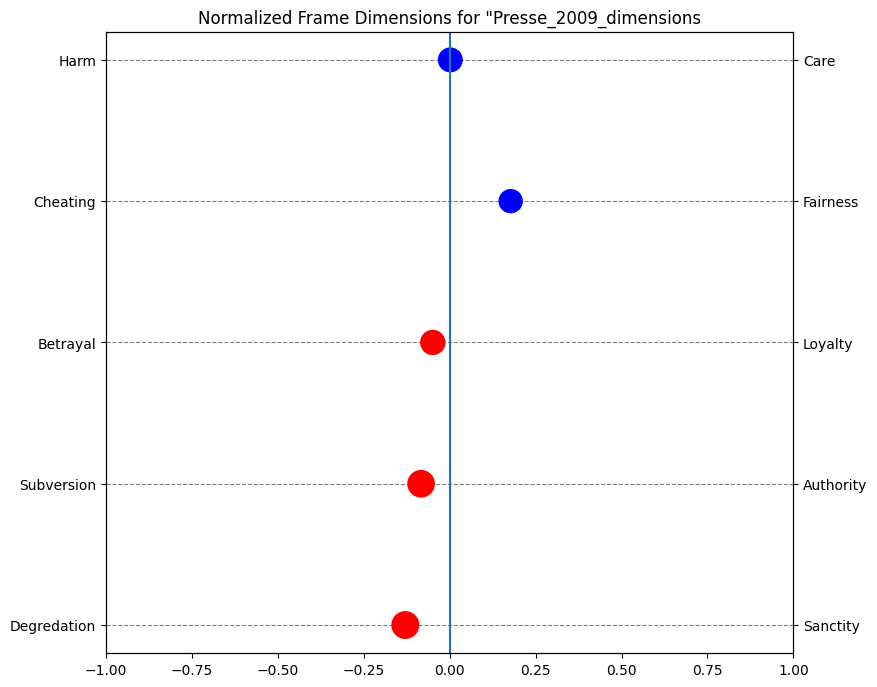 Normalized Frame Dimensions for "Presse_2009_dimensions
Harm Care
Cheating Fairness
Betrayal Loyalty
Subversion Authority
Degredation Sanctity
−1.00 −0.75 −0.50 −0.25 0.00 0.25 0.50 0.75 1.00